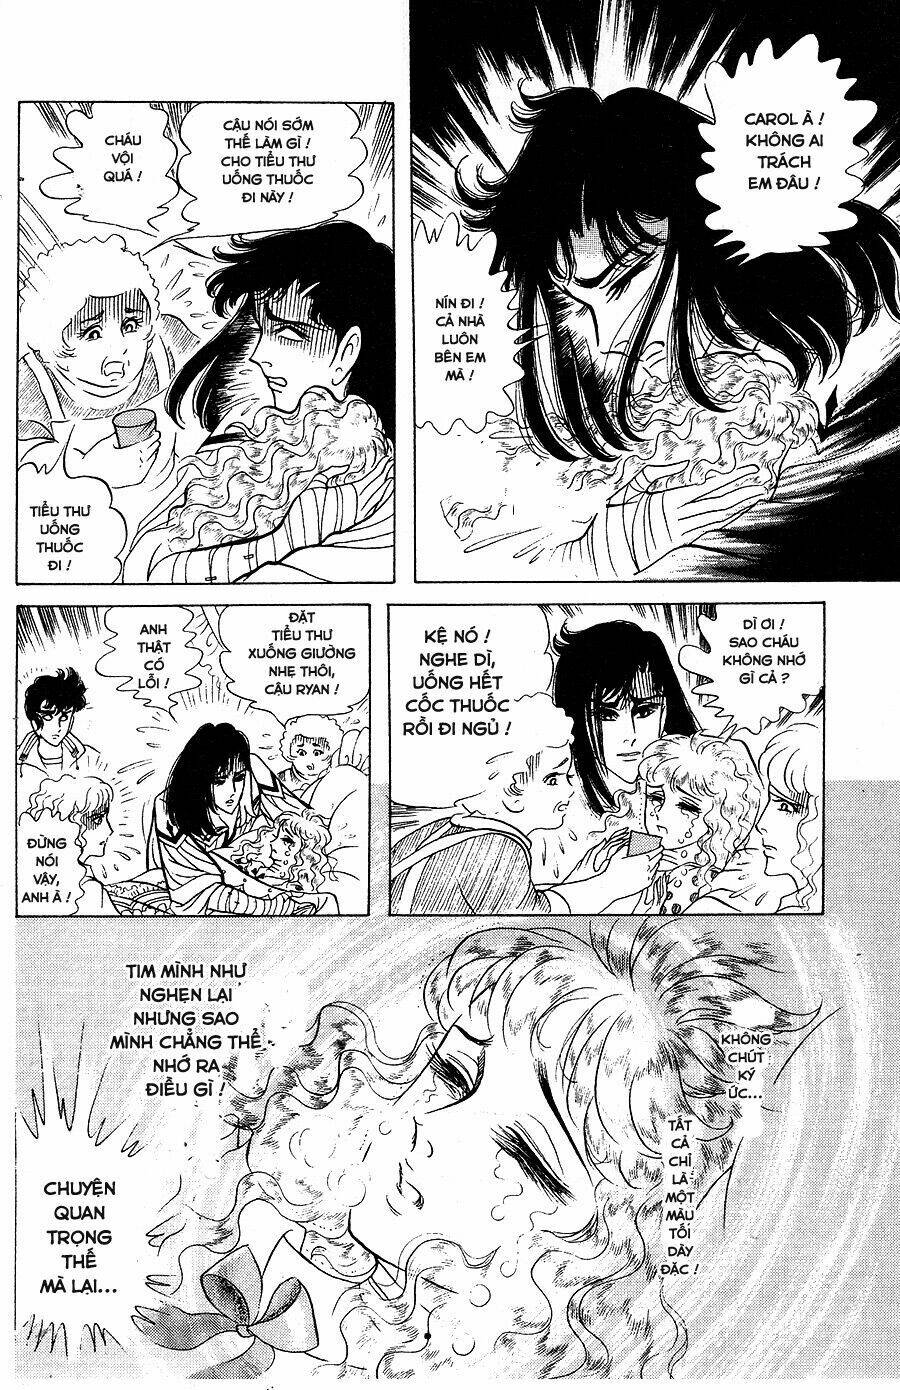 CAROL À !
KHÔNG AI
TRÁCH
EM ĐÂU !
NÍN ĐI !
CẢ NHÀ
LUÔN
BÊN EM
MÀ !
CẬU NÓI SỚM
THẾ LÀM GÌ !
CHO TIỂU THƯ
UỐNG THUỐC
ĐI NÀY !
CHÁU
VỘI
QUÁ !
TIỂU THƯ
UỐNG
THUỐC
ĐI !
ĐẶT
TIỂU THƯ
XUỐNG GIƯỜNG
NHẸ THÔI,
CẬU RYAN !
ANH
THẬT
CÓ
LỖI !
ĐỪNG
NÓI
VẬY,
ANH À !
DÌ ƠI !
SAO CHÁU
KHÔNG NHỚ
GÌ CẢ ?
KỆ NÓ !
NGHE DÌ,
UỐNG HẾT
CỐC THUỐC
RỒI ĐI NGỦ !
TIM MÌNH NHƯ
NGHẸN LẠI
NHƯNG SAO
MÌNH CHẲNG THỂ
NHỚ RA
ĐIỀU GÌ !
KHÔNG
CHÚT
KÝ
ỨC...
TẤT
CẢ CHỈ
LÀ
MỘT
MÀU
TỐI
DÀY
ĐẶC !
CHUYỆN
QUAN
TRỌNG
THẾ
MÀ LẠI...